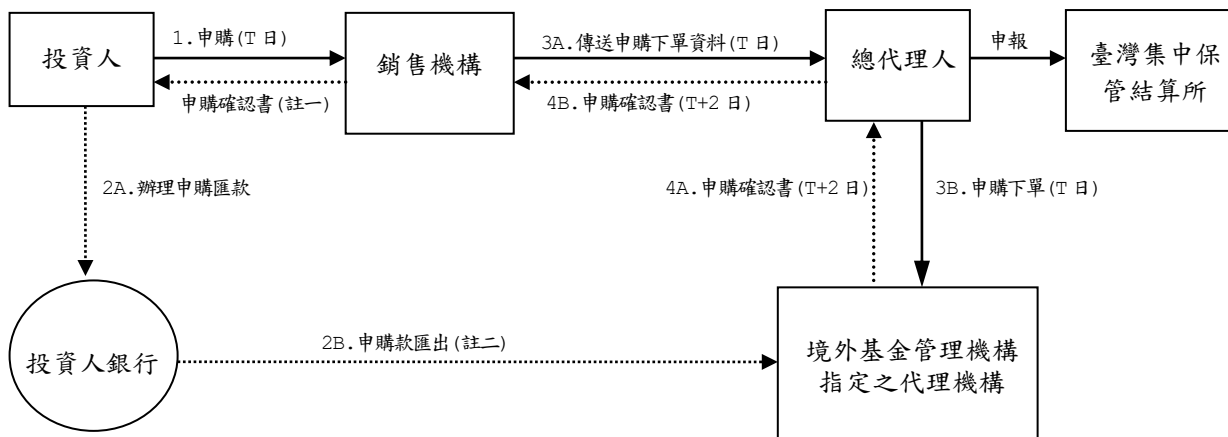 投資人
1.申購(T 日)
申購確認書(註一)
銷售機構
3A.傳送申購下單資料(T 日)
4B.申購確認書(T+2 日)
總代理人
申報
臺灣集中保
管結算所
2A.辦理申購匯款
4A.申購確認書(T+2 日)
3B.申購下單(T 日)
投資人銀行
2B.申購款匯出(註二)
境外基金管理機構
指定之代理機構